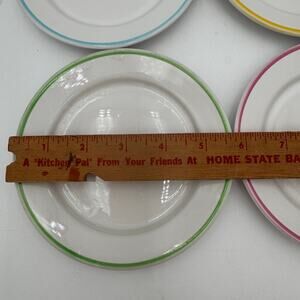 1 2 3 4 5 6 7
A "Kitchen Pal" From Your Friends At HOME STATE BA